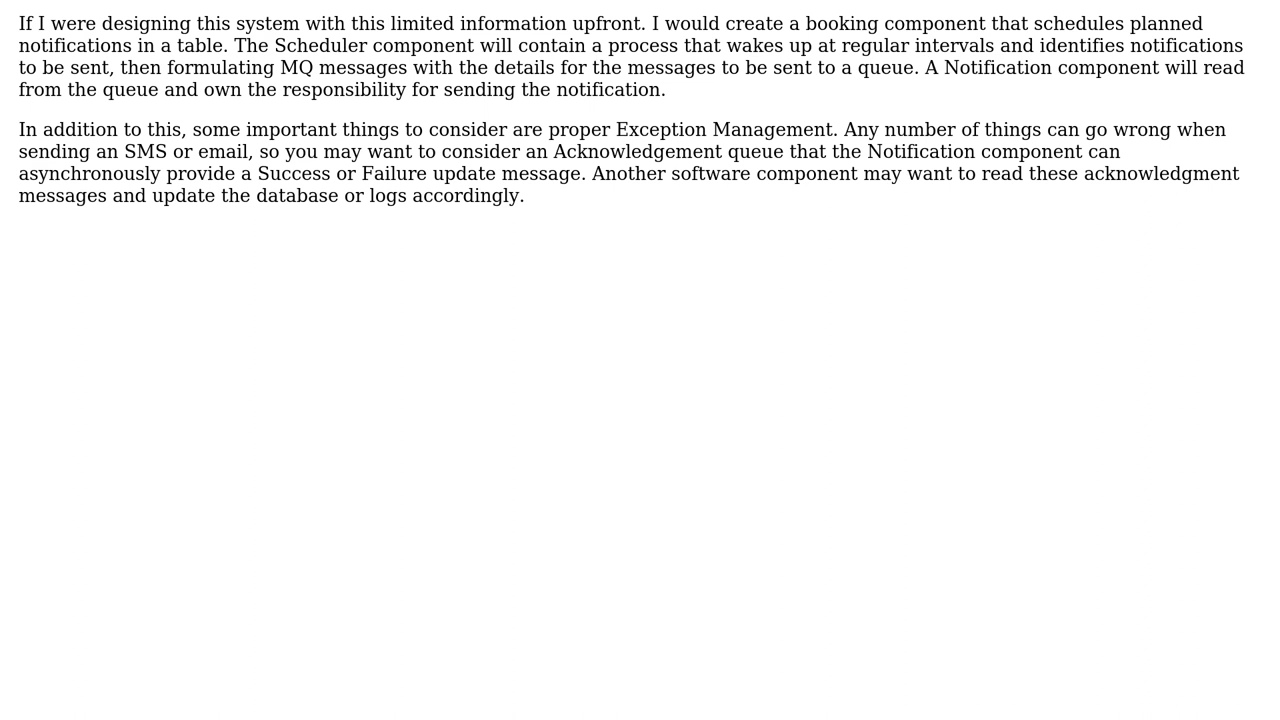 If I were designing this system with this limited information upfront. I would create a booking component that schedules planned
notifications in a table. The Scheduler component will contain a process that wakes up at regular intervals and identifies notifications
to be sent, then formulating MQ messages with the details for the messages to be sent to a queue. A Notification component will read
from the queue and own the responsibility for sending the notification.
In addition to this, some important things to consider are proper Exception Management. Any number of things can go wrong when
sending an SMS or email, so you may want to consider an Acknowledgement queue that the Notification component can
asynchronously provide a Success or Failure update message. Another software component may want to read these acknowledgment
messages and update the database or logs accordingly.